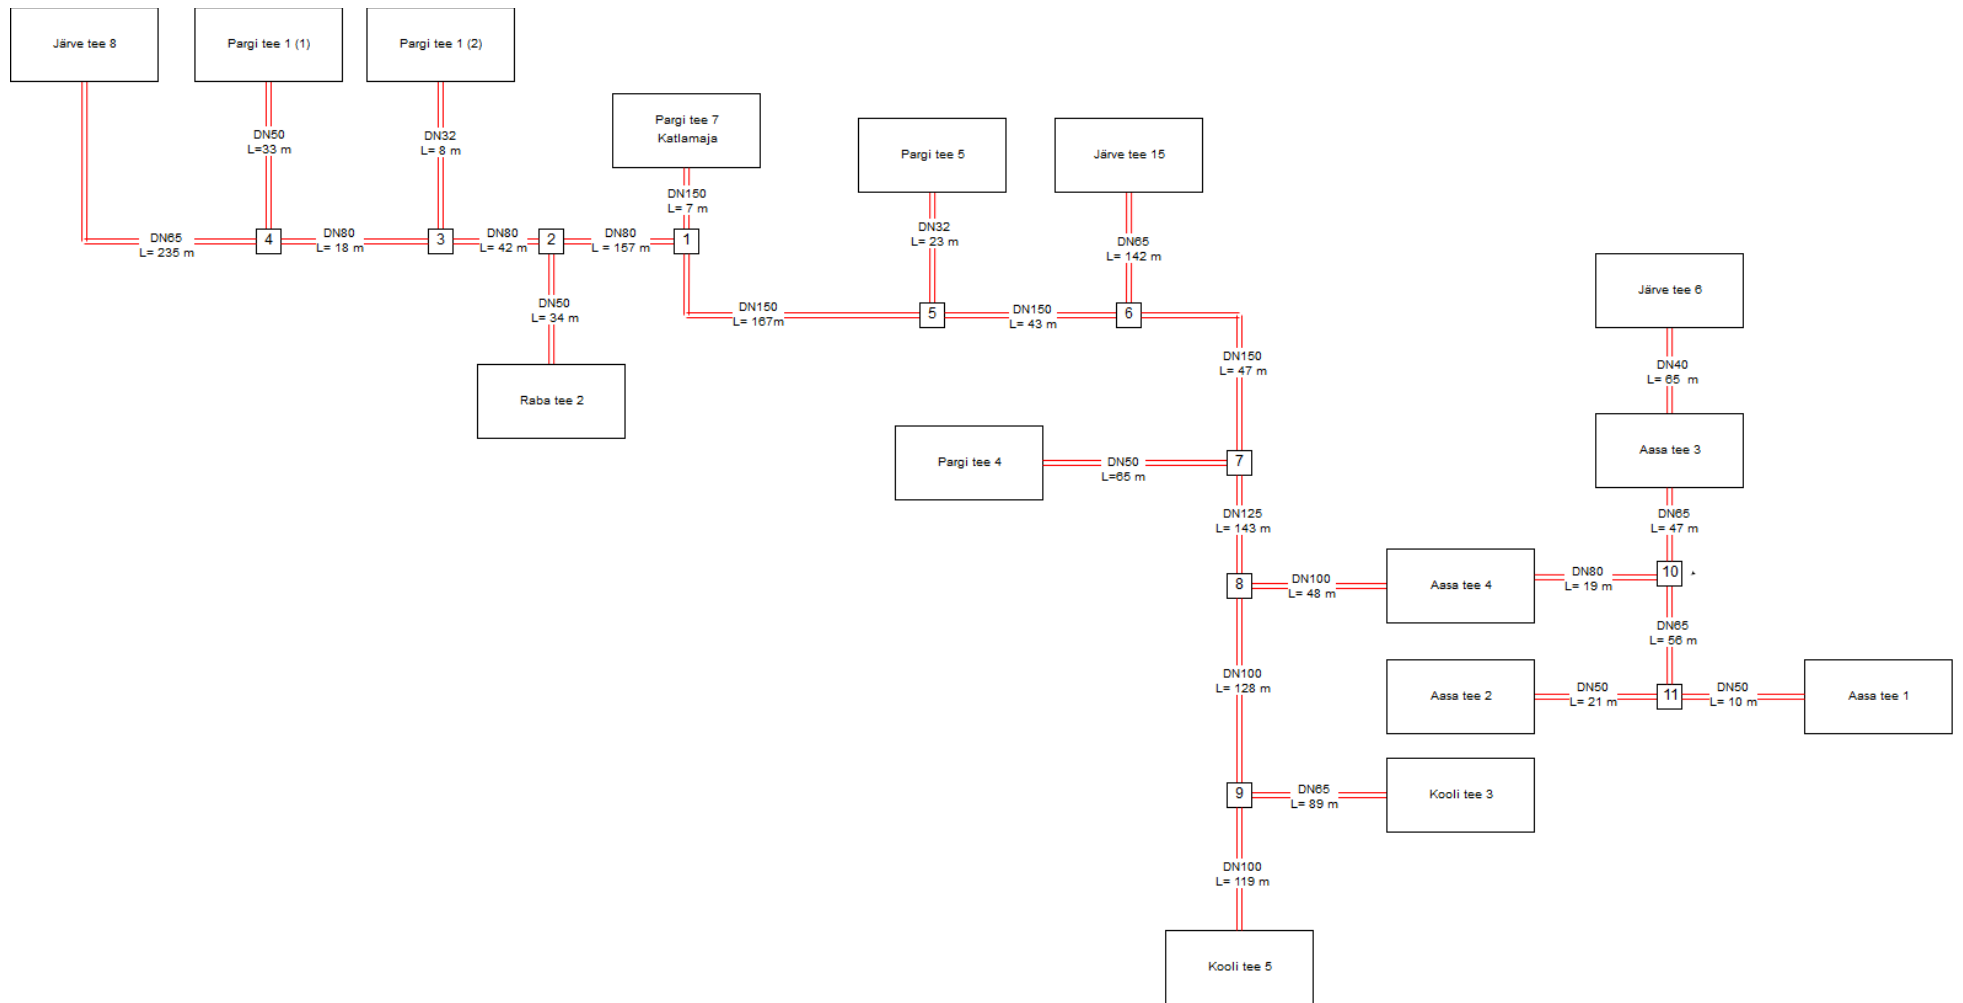 Järve tee 8
Pargi tee 1 (1)
Pargi tee 1 (2)
Pargi tee 7
Katlamaja
Pargi tee 5
Järve tee 15
DN50
L=33 m
DN32
L= 8 m
DN150
L= 7 m
DN65
L= 235 m
4
DN80
L= 18 m
3
DN80
L= 42 m
2
DN80
L = 157 m
1
DN32
L= 23 m
DN65
L= 142 m
DN50
L= 34 m
Raba tee 2
DN150
L= 167m
5
DN150
L= 43 m
6
DN150
L= 47 m
Järve tee 6
DN40
L= 65 m
Aasa tee 3
Pargi tee 4
DN50
L=65 m
7
DN125
L= 143 m
DN65
L= 47 m
8
DN100
L= 48 m
Aasa tee 4
DN80
L= 19 m
10
DN65
L= 56 m
DN100
L= 128 m
Aasa tee 2
DN50
L= 21 m
11
DN50
L= 10 m
Aasa tee 1
9
DN65
L= 89 m
Kooli tee 3
DN100
L= 119 m
Kooli tee 5